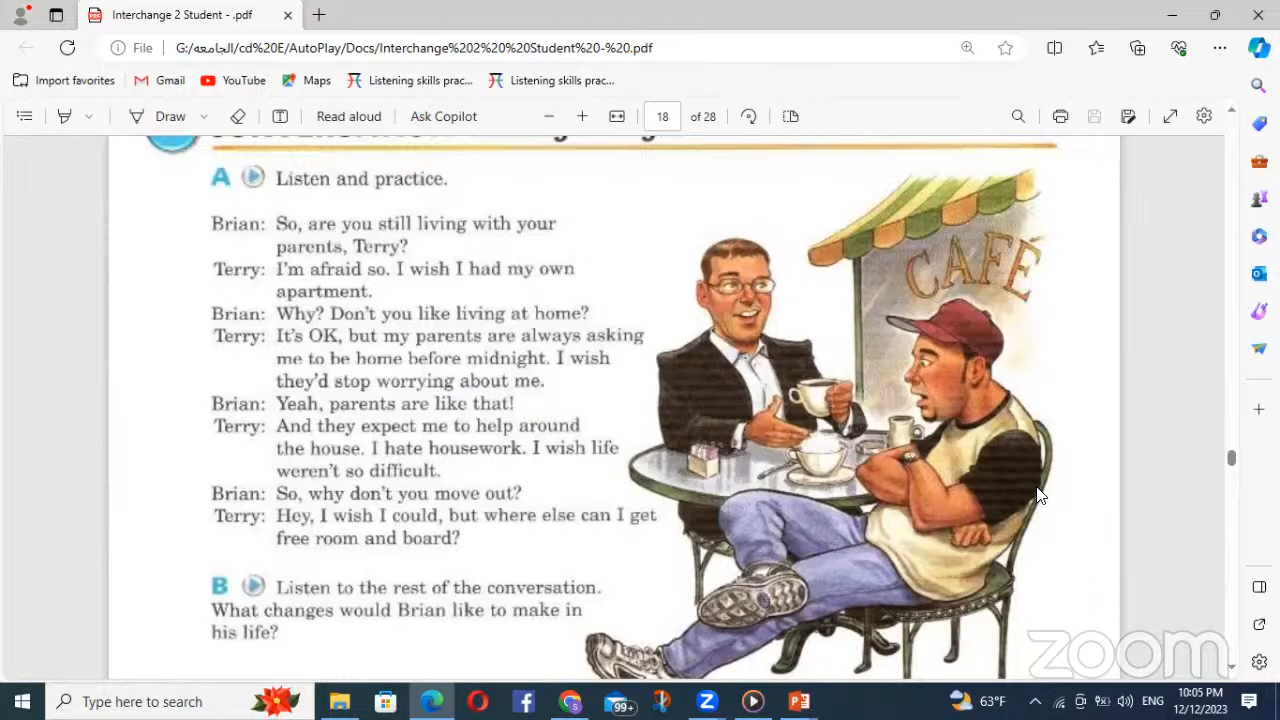 Interchange 2 Student - .pdf
File
G:/الجامعه/cd%20E/AutoPlay/Docs/Interchange%202%20%20Student%20-%20.pdf
Import favorites
Gmail
YouTube
Maps
Listening skills prac...
Listening skills prac...
Draw
Read aloud
Ask Copilot
18
of 28
A
Listen and practice.
Brian: So, are you still living with your
parents, Terry?
Terry: I'm afraid so. I wish I had my own
apartment.
Brian: Why? Don't you like living at home?
Terry: It's OK, but my parents are always asking
me to be home before midnight. I wish
they'd stop worrying about me.
Brian: Yeah, parents are like that!
Terry: And they expect me to help around
the house. I hate housework. I wish life
weren't so difficult.
Brian: So, why don't you move out?
Terry: Hey, I wish I could, but where else can I get
free room and board?
CAFÉ
B
Listen to the rest of the conversation.
What changes would Brian like to make in
his life?
zoom
Type here to search
99+
63°F
ENG
10:05 PM
12/12/2023